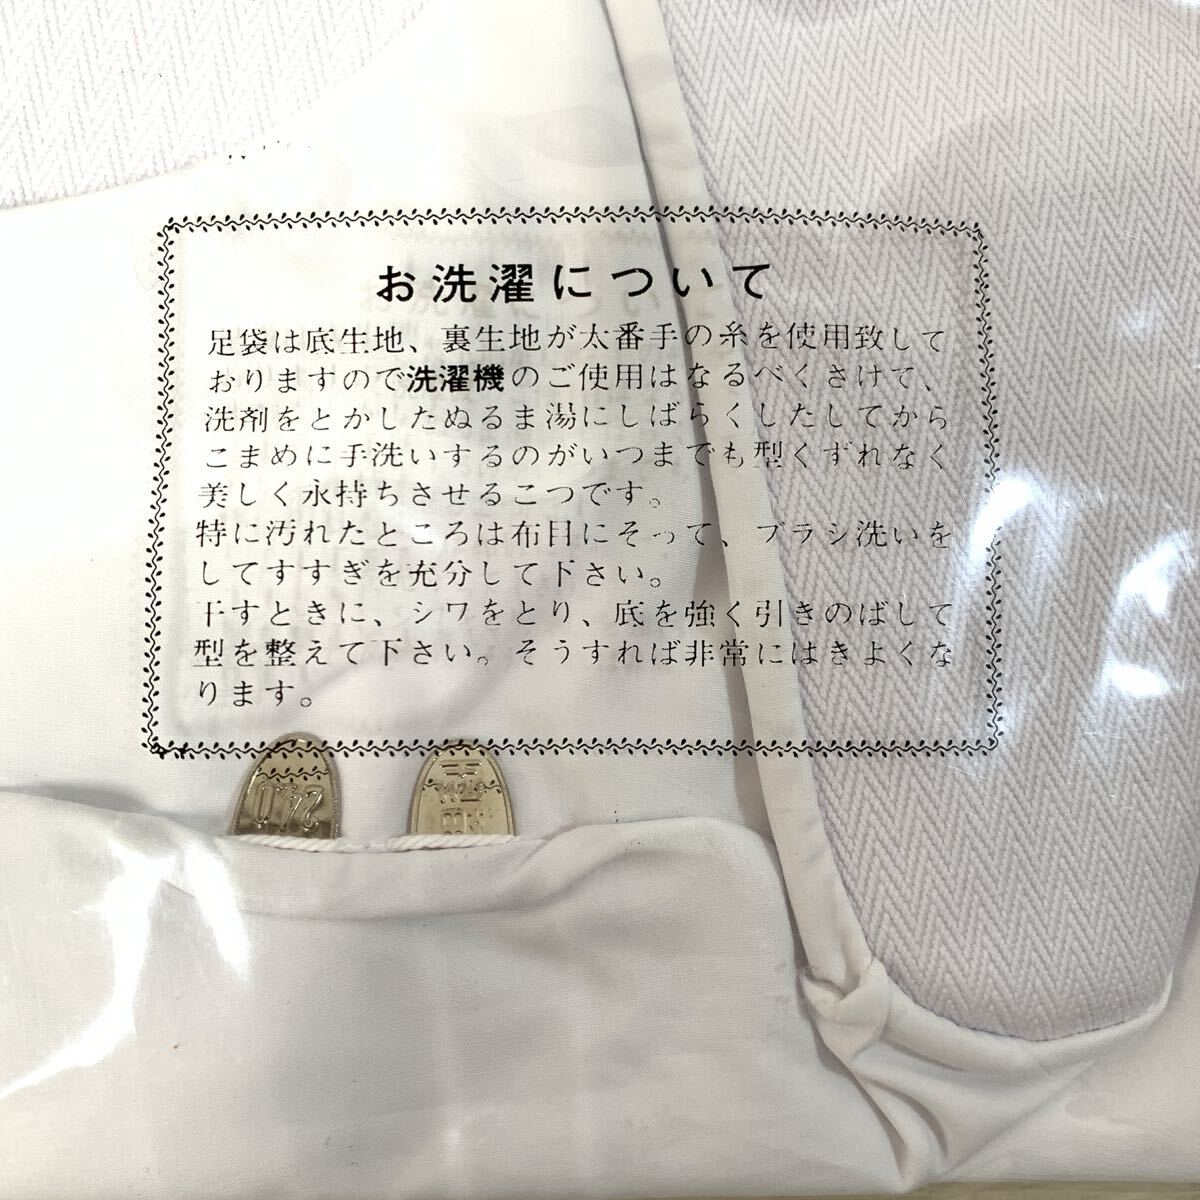 お洗濯について
足袋は底生地、裏生地が太番手の糸を使用致して
おりますので洗濯機のご使用はなるべくさけて、
洗剤をとかしたぬるま湯にしばらくしたしてから
こまめに手洗いするのがいつまでも型くずれなく
美しく永持ちさせるこつです。
特に汚れたところは布目にそって、ブラシ洗いを
してすすぎを充分して下さい。
干すときに、シワをとり、底を強く引きのばして
型を整えて下さい。そうすれば非常にはきよくな
ります。
24.0